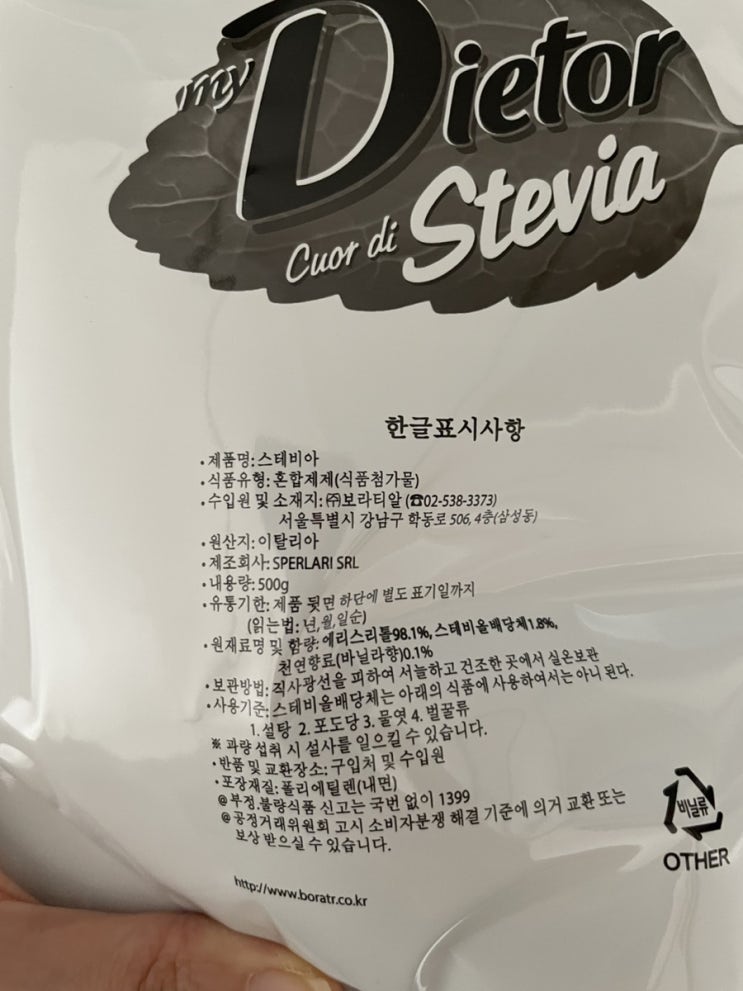 my Dietor
Cuor di Stevia
한글표시사항
• 제품명: 스테비아
• 식품유형: 혼합제제(식품첨가물)
• 수입원 및 소재지: ㈜보라티알 (☎02-538-3373)
서울특별시 강남구 학동로 506, 4층(삼성동)
• 원산지: 이탈리아
• 제조회사: SPERLARI SRL
• 내용량: 500g
• 유통기한: 제품 뒷면 하단에 별도 표기일까지
(읽는법: 년,월,일순)
• 원재료명 및 함량: 에리스리톨98.1%, 스테비올배당체1.8%,
천연향료(바닐라향)0.1%
• 보관방법: 직사광선을 피하여 서늘하고 건조한 곳에서 실온보관
• 사용기준: 스테비올배당체는 아래의 식품에 사용하여서는 아니 된다.
1. 설탕 2. 포도당 3. 물엿 4. 벌꿀류
※ 과량 섭취 시 설사를 일으킬 수 있습니다.
• 반품 및 교환장소: 구입처 및 수입원
• 포장재질: 폴리에틸렌(내면)
@ 부정.불량식품 신고는 국번 없이 1399
@ 공정거래위원회 고시 소비자분쟁 해결 기준에 의거 교환 또는
보상 받으실 수 있습니다.
비닐류
OTHER
http://www.boratr.co.kr